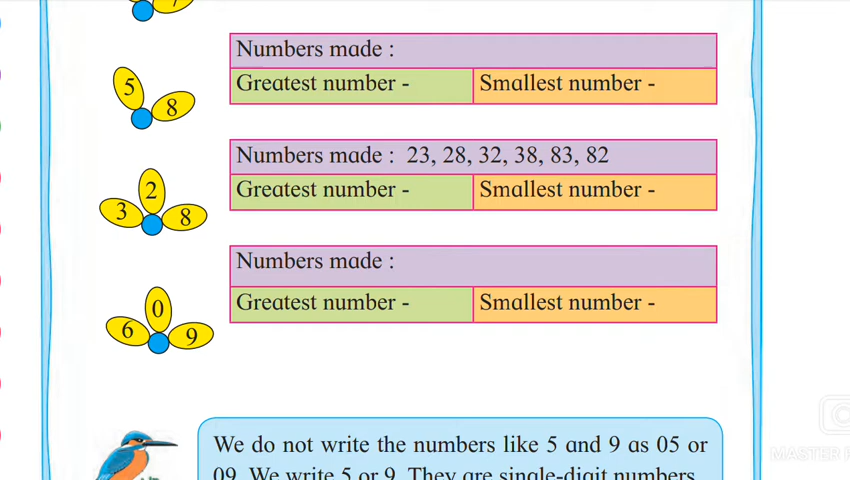 7
Numbers made :
5
8
Greatest number - Smallest number -
Numbers made : 23, 28, 32, 38, 83, 82
2
3 8
Greatest number - Smallest number -
Numbers made :
0
6 9
Greatest number - Smallest number -
We do not write the numbers like 5 and 9 as 05 or
09. We write 5 or 9. They are single-digit numbers.
MASTER